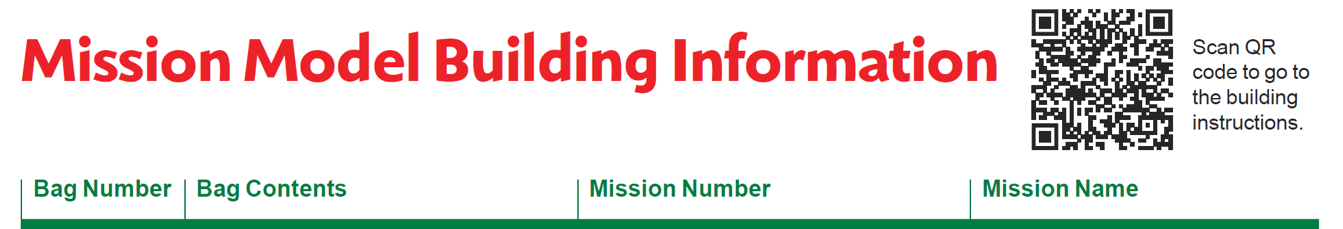 Mission Model Building Information
Scan QR
code to go to
the building
instructions.
Bag Number Bag Contents Mission Number Mission Name